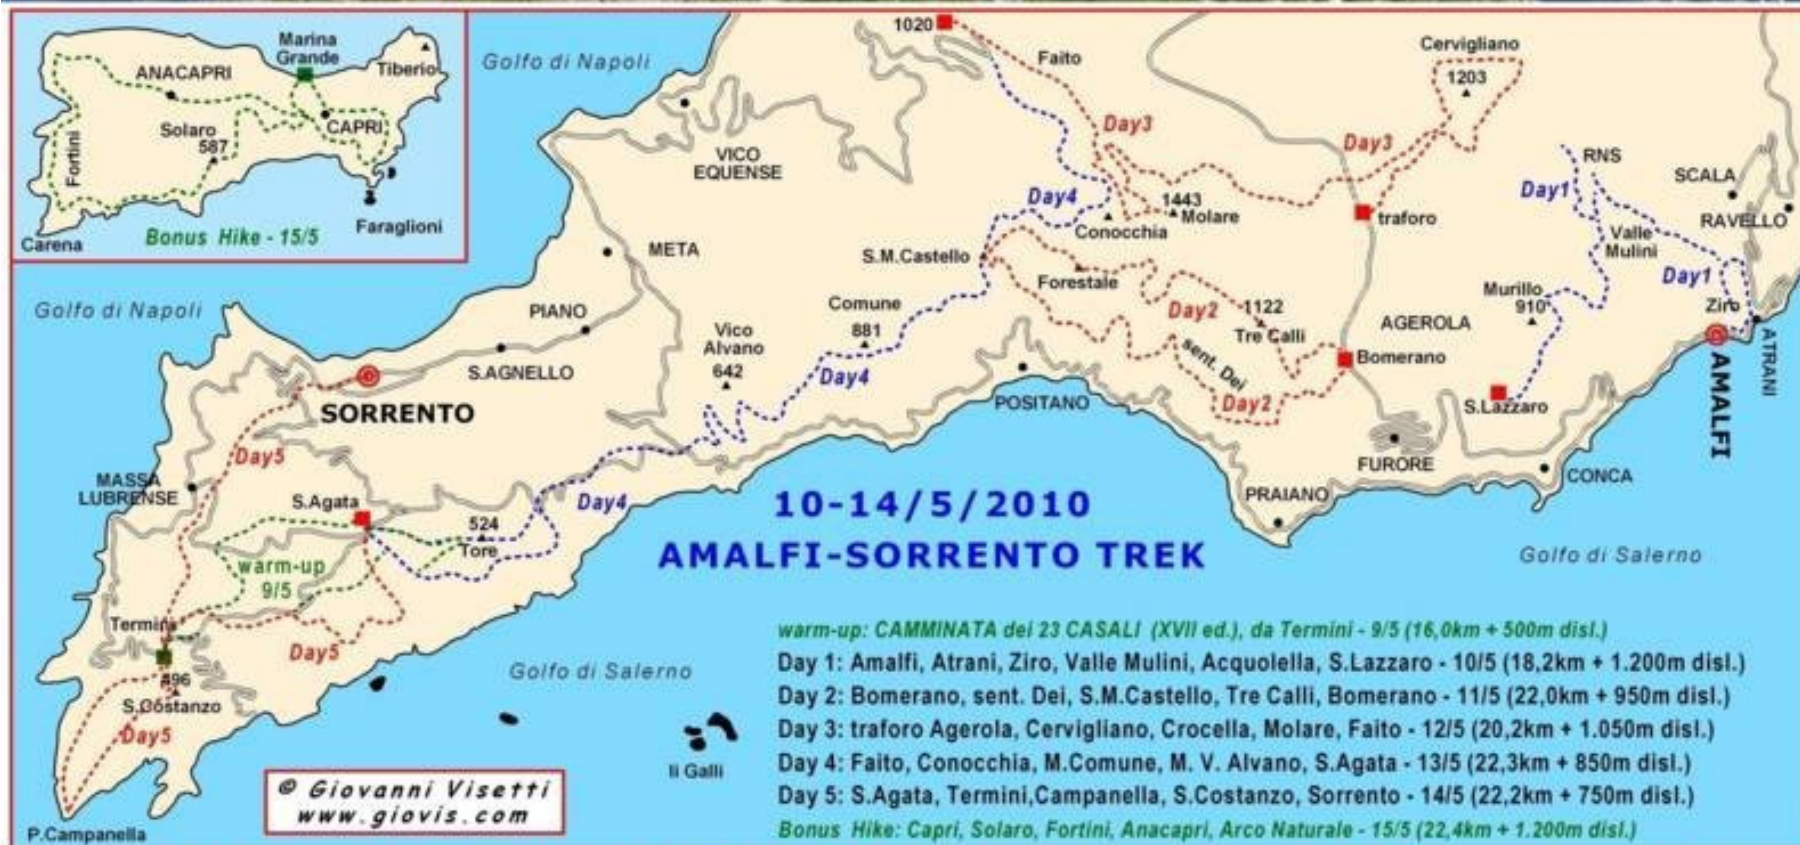 Marina
Grande
ANACAPRI
Tiberio
Solaro
587
CAPRI
Fortini
Faraglioni
Carena
Bonus Hike - 15/5
Golfo di Napoli
1020
Faito
Cervigliano
1203
Day3
Day3
VICO
EQUENSE
RNS
Day1
SCALA
RAVELLO
Day4
1443
Molare
Conocchia
traforo
Valle
Mulini
META
S.M.Castello
Forestale
Day1
Golfo di Napoli
Comune
881
Murillo
910
Ziro
PIANO
Day2
1122
Tre Calli
AGEROLA
Vico
Alvano
642
sent. Dei
Bomerano
ATRANI
AMALFI
S.AGNELLO
Day4
POSITANO
Day2
S.Lazzaro
SORRENTO
Day5
FURORE
CONCA
MASSA
LUBRENSE
S.Agata
Day4
PRAIANO
524
Tore
10-14/5/2010
AMALFI-SORRENTO TREK
Golfo di Salerno
warm-up
9/5
Termini
Day5
496
S.Costanzo
Day5
Golfo di Salerno
li Galli
P.Campanella
© Giovanni Visetti
www.giovis.com
warm-up: CAMMINATA dei 23 CASALI (XVII ed.), da Termini - 9/5 (16,0km + 500m disl.)
Day 1: Amalfi, Atrani, Ziro, Valle Mulini, Acquolella, S.Lazzaro - 10/5 (18,2km + 1.200m disl.)
Day 2: Bomerano, sent. Dei, S.M.Castello, Tre Calli, Bomerano - 11/5 (22,0km + 950m disl.)
Day 3: traforo Agerola, Cervigliano, Crocella, Molare, Faito - 12/5 (20,2km + 1.050m disl.)
Day 4: Faito, Conocchia, M.Comune, M. V. Alvano, S.Agata - 13/5 (22,3km + 850m disl.)
Day 5: S.Agata, Termini,Campanella, S.Costanzo, Sorrento - 14/5 (22,2km + 750m disl.)
Bonus Hike: Capri, Solaro, Fortini, Anacapri, Arco Naturale - 15/5 (22,4km + 1.200m disl.)